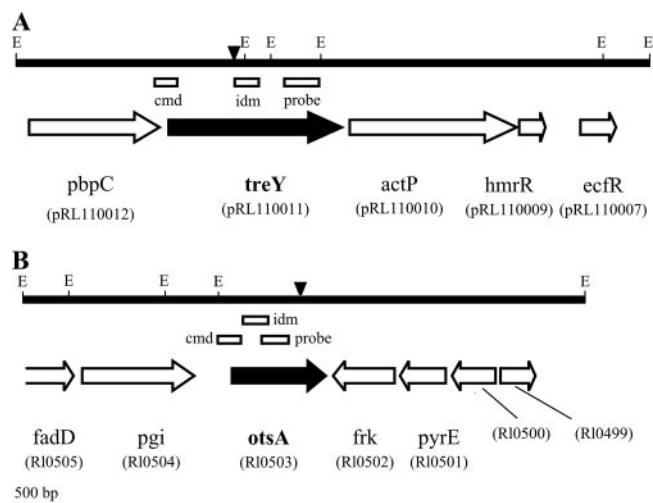 A
E E E E E E
cmd idm probe
pbpC treY actP hmrR ecfR
(pRL110012) (pRL110011) (pRL110010) (pRL110009) (pRL110007)
B
E E E E E
idm
cmd probe
fadD pgi otsA frk pyrE (Rl0500) (Rl0499)
(Rl0505) (Rl0504) (Rl0503) (Rl0502) (Rl0501)
500 bp